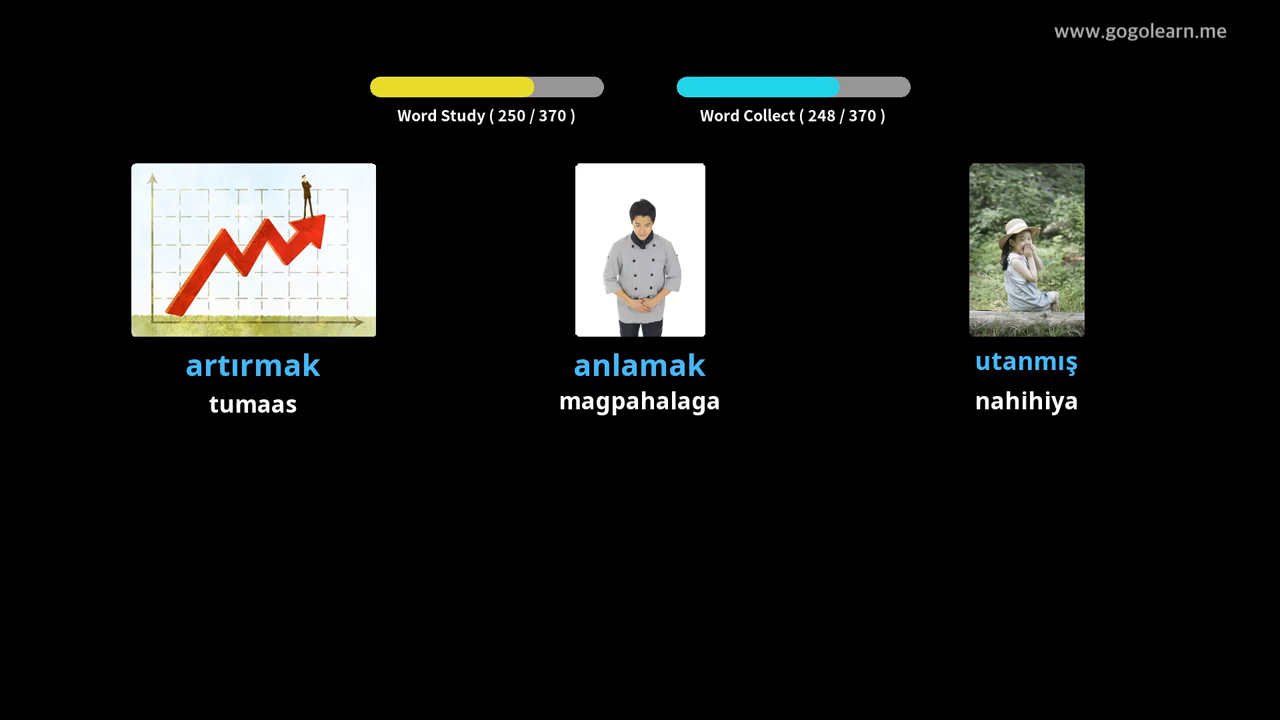 www.gogolearn.me
Word Study ( 250 / 370 )
Word Collect ( 248 / 370 )
artırmak
tumaas
anlamak
magpahalaga
utanmış
nahihiya